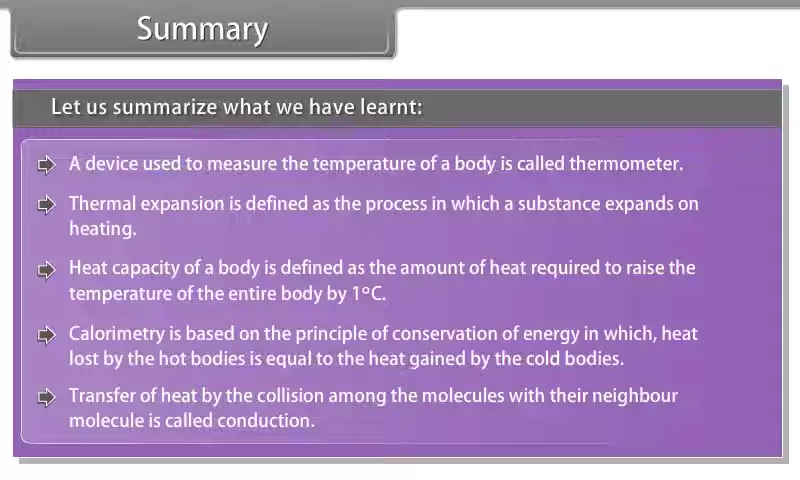 Summary
Let us summarize what we have learnt:
A device used to measure the temperature of a body is called thermometer.
Thermal expansion is defined as the process in which a substance expands on
heating.
Heat capacity of a body is defined as the amount of heat required to raise the
temperature of the entire body by 1°C.
Calorimetry is based on the principle of conservation of energy in which, heat
lost by the hot bodies is equal to the heat gained by the cold bodies.
Transfer of heat by the collision among the molecules with their neighbour
molecule is called conduction.